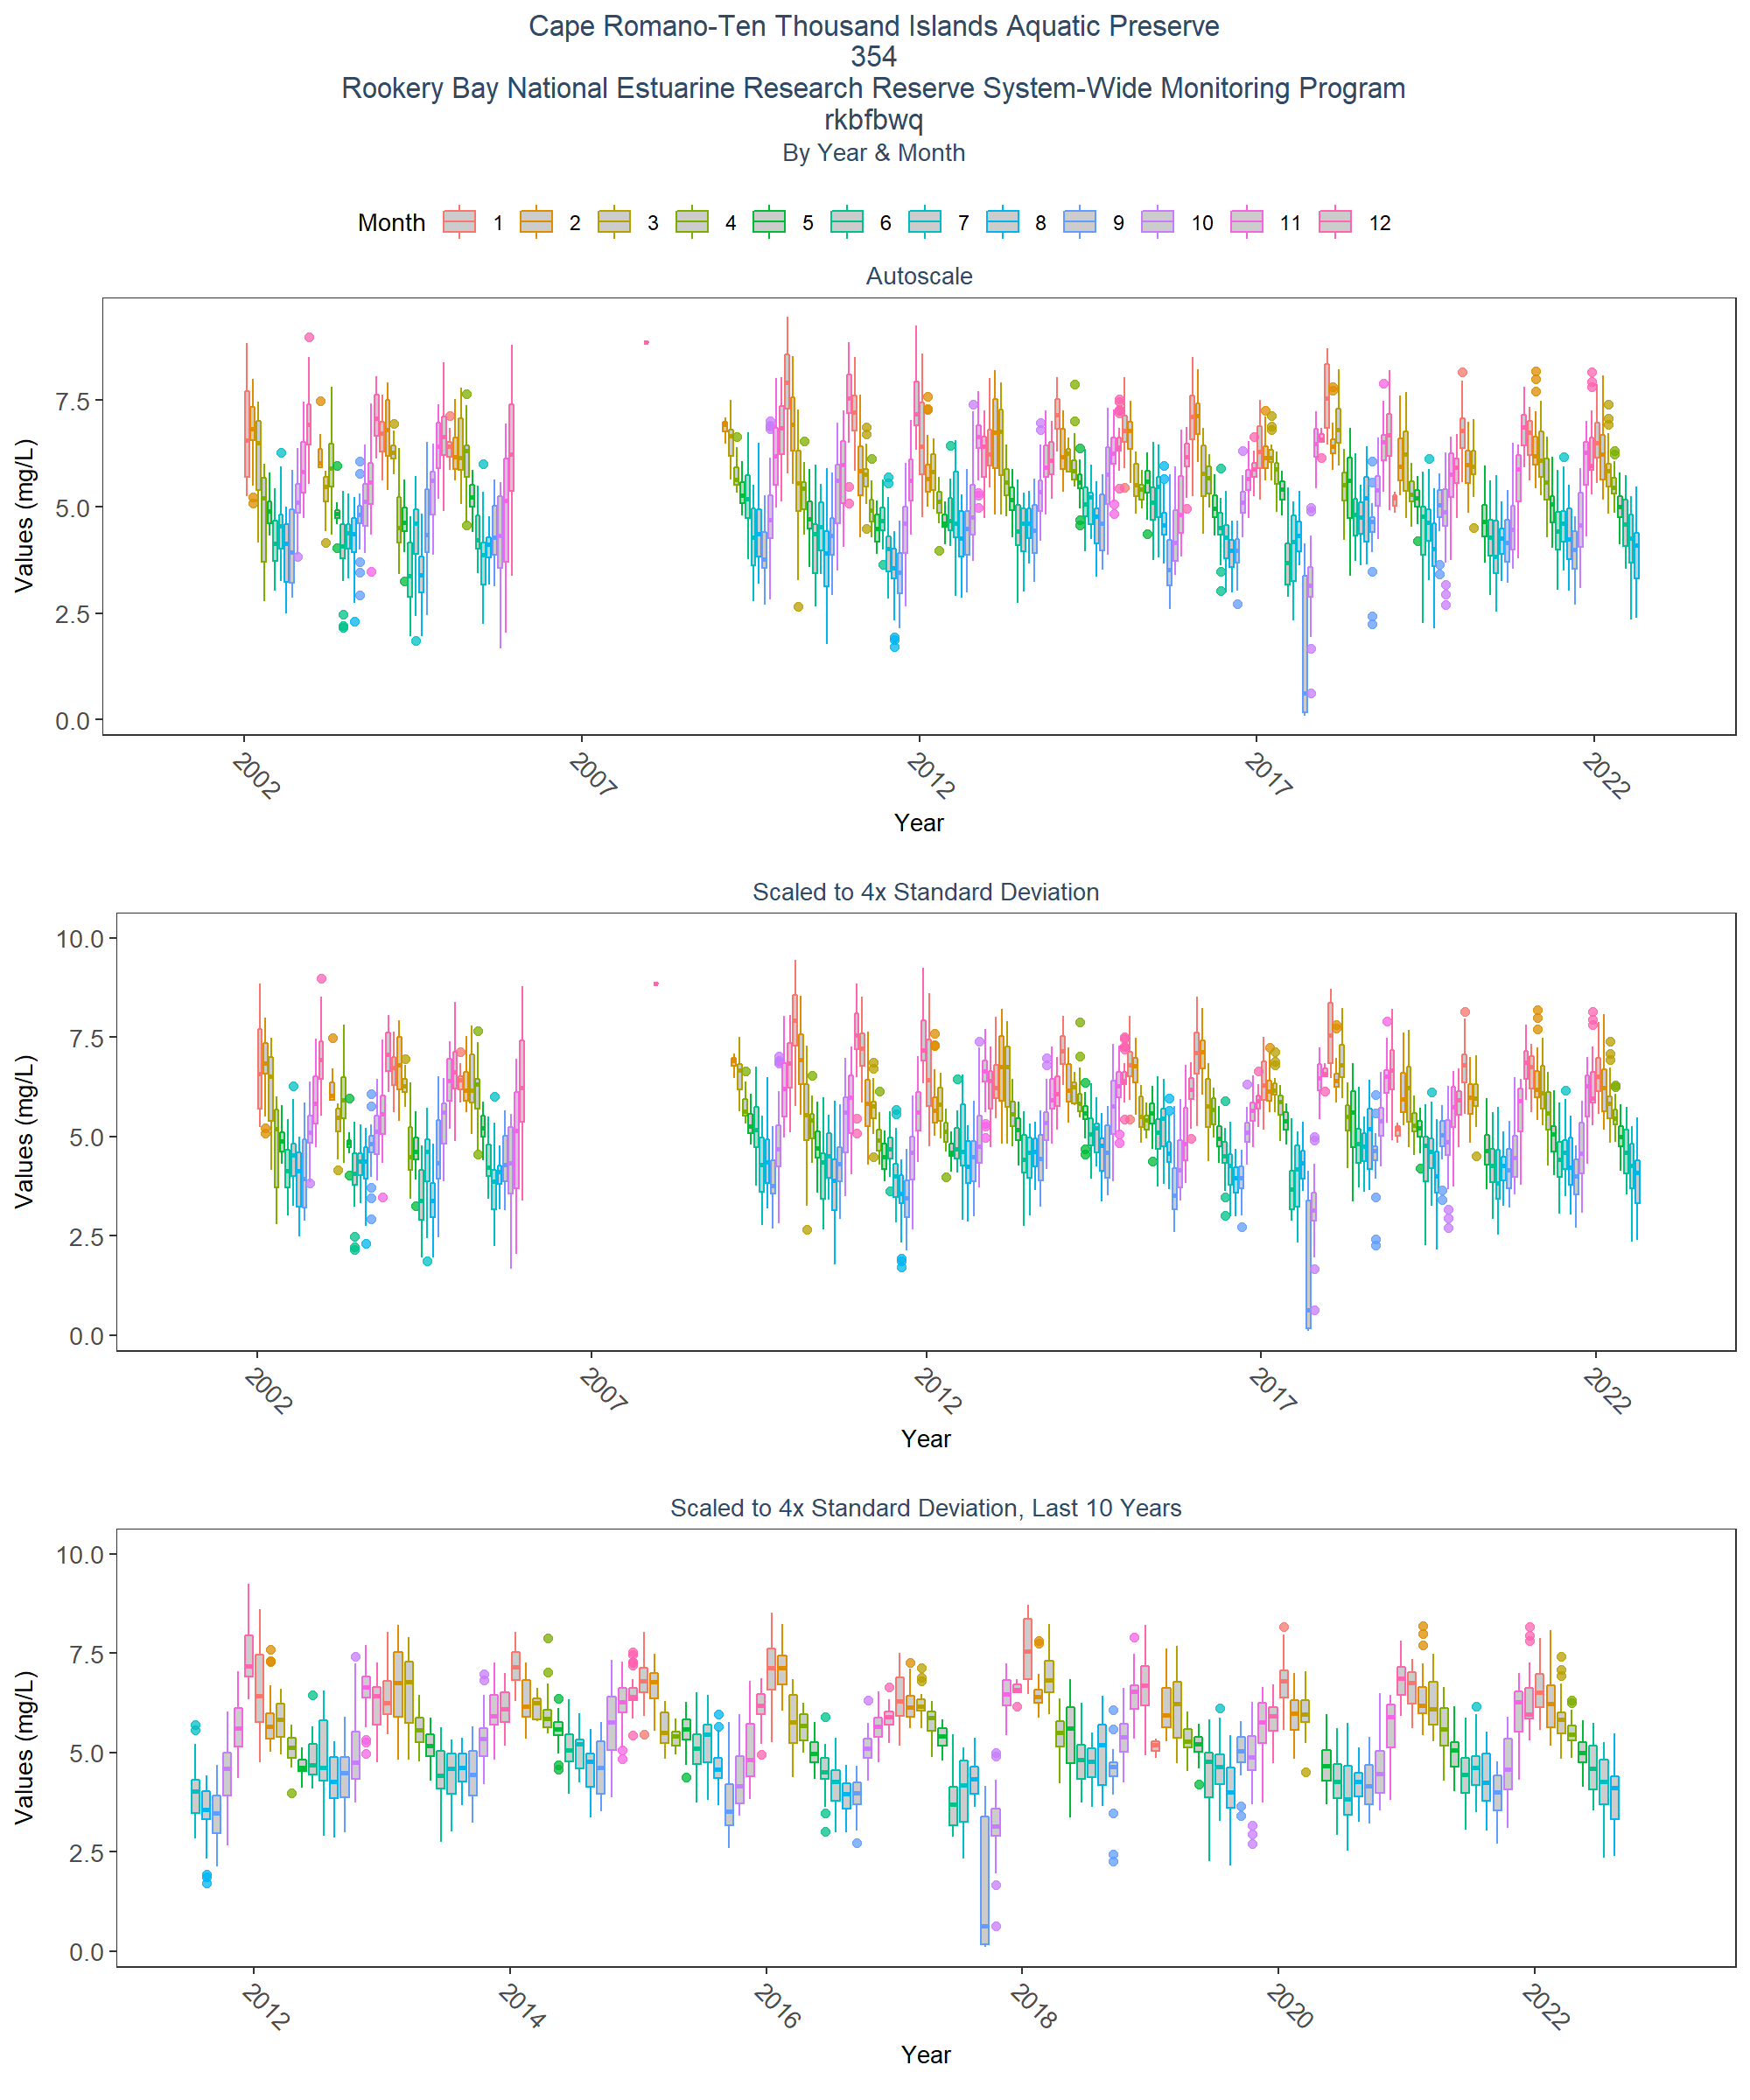 Cape Romano-Ten Thousand Islands Aquatic Preserve
354
Rookery Bay National Estuarine Research Reserve System-Wide Monitoring Program
rkbfbwq
By Year & Month
Month 1 2 3 4 5 6 7 8 9 10 11 12
Autoscale
Values (mg/L)
7.5
5.0
2.5
0.0
2002 2007 2012 2017 2022
Year
Scaled to 4x Standard Deviation
Values (mg/L)
10.0
7.5
5.0
2.5
0.0
2002 2007 2012 2017 2022
Year
Scaled to 4x Standard Deviation, Last 10 Years
Values (mg/L)
10.0
7.5
5.0
2.5
0.0
2012 2014 2016 2018 2020 2022
Year